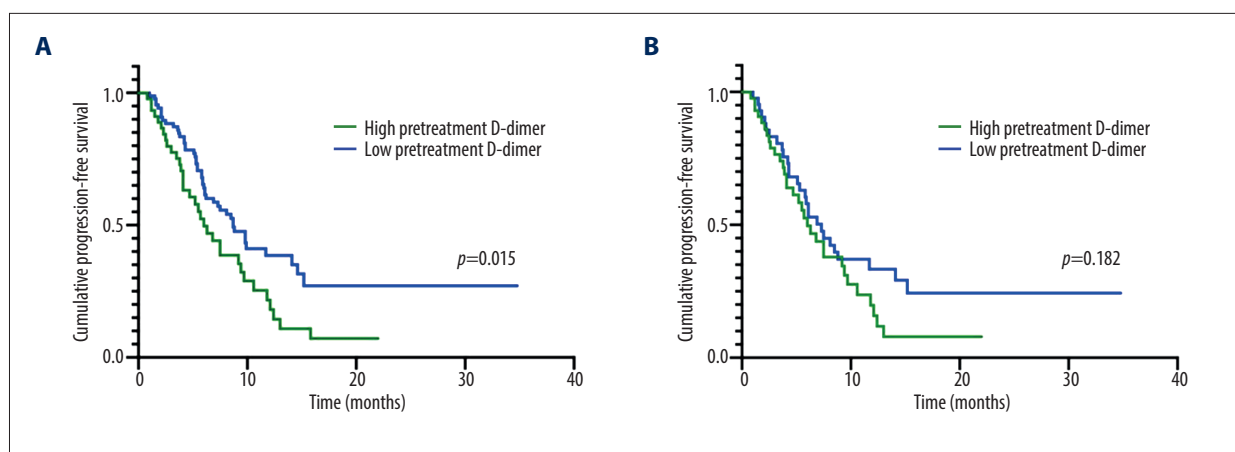 A
Cumulative progression-free survival
1.0
0.5
0.0
High pretreatment D-dimer
Low pretreatment D-dimer
p=0.015
0 10 20 30 40
Time (months)
B
Cumulative progression-free survival
1.0
0.5
0.0
High pretreatment D-dimer
Low pretreatment D-dimer
p=0.182
0 10 20 30 40
Time (months)